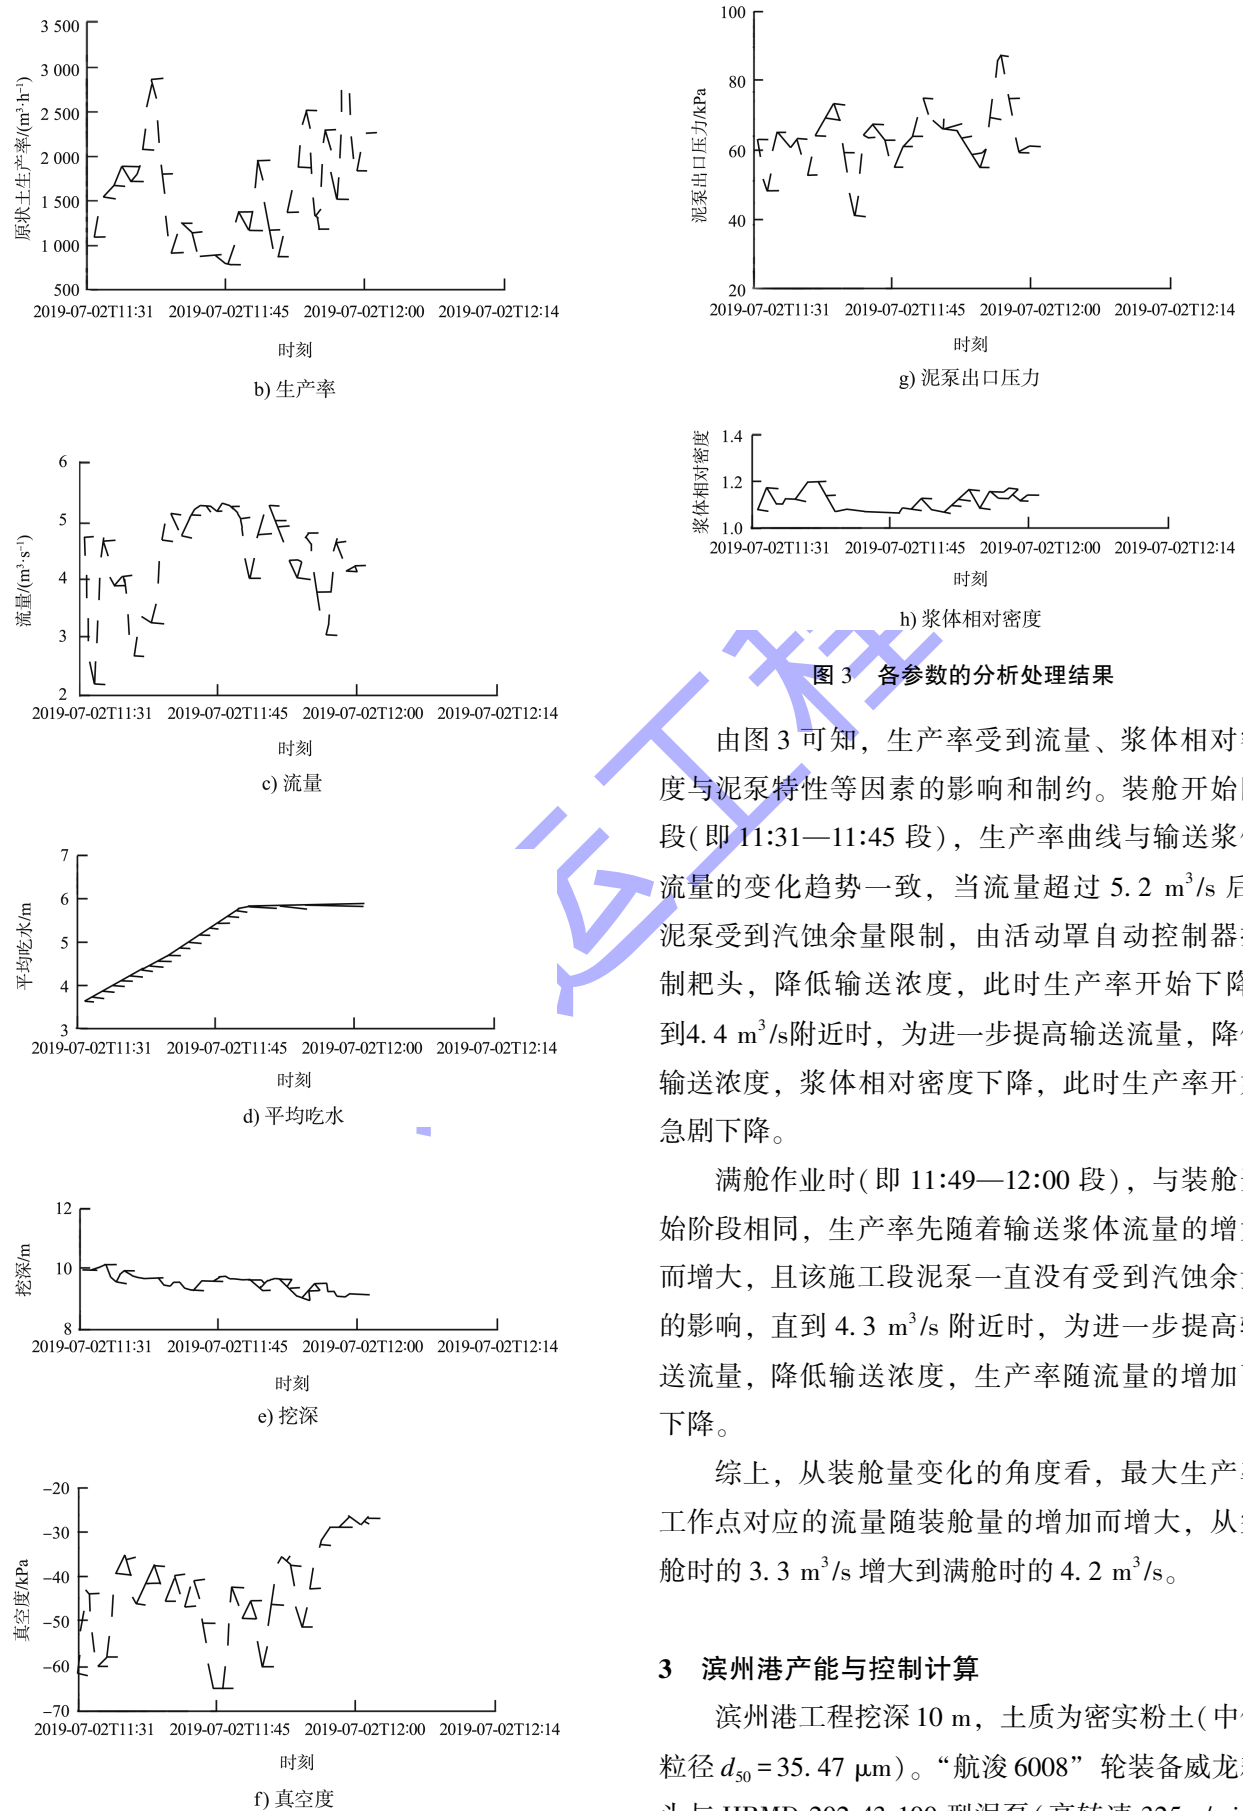 3 500
3 000
2 500
2 000
1 500
1 000
500
原状土生产率/(m³·h⁻¹)
2019-07-02T11:31 2019-07-02T11:45 2019-07-02T12:00 2019-07-02T12:14
时刻
b) 生产率
6
5
4
3
2
流量/(m³·s⁻¹)
2019-07-02T11:31 2019-07-02T11:45 2019-07-02T12:00 2019-07-02T12:14
时刻
c) 流量
7
6
5
4
3
平均吃水/m
2019-07-02T11:31 2019-07-02T11:45 2019-07-02T12:00 2019-07-02T12:14
时刻
d) 平均吃水
12
10
8
挖深/m
2019-07-02T11:31 2019-07-02T11:45 2019-07-02T12:00 2019-07-02T12:14
时刻
e) 挖深
-20
-30
-40
-50
-60
-70
真空度/kPa
2019-07-02T11:31 2019-07-02T11:45 2019-07-02T12:00 2019-07-02T12:14
时刻
f) 真空度
100
80
60
40
20
泥泵出口压力/kPa
2019-07-02T11:31 2019-07-02T11:45 2019-07-02T12:00 2019-07-02T12:14
时刻
g) 泥泵出口压力
1.4
1.2
1.0
浆体相对密度
2019-07-02T11:31 2019-07-02T11:45 2019-07-02T12:00 2019-07-02T12:14
时刻
h) 浆体相对密度
图 3 各参数的分析处理结果
由图 3 可知，生产率受到流量、浆体相对
度与泥泵特性等因素的影响和制约。装舱开始
段(即 11:31—11:45 段)，生产率曲线与输送浆
流量的变化趋势一致，当流量超过 5.2 m³/s 后
泥泵受到汽蚀余量限制，由活动罩自动控制器
制耙头，降低输送浓度，此时生产率开始下降
到4.4 m³/s附近时，为进一步提高输送流量，降
输送浓度，浆体相对密度下降，此时生产率开
急剧下降。
满舱作业时(即 11:49—12:00 段)，与装舱
始阶段相同，生产率先随着输送浆体流量的增
而增大，且该施工段泥泵一直没有受到汽蚀余
的影响，直到 4.3 m³/s 附近时，为进一步提高
送流量，降低输送浓度，生产率随流量的增加
下降。
综上，从装舱量变化的角度看，最大生产
工作点对应的流量随装舱量的增加而增大，从
舱时的 3.3 m³/s 增大到满舱时的 4.2 m³/s。
3 滨州港产能与控制计算
滨州港工程挖深 10 m，土质为密实粉土(中
粒径 d₅₀=35.47 μm)。“航浚 6008”轮装备威龙
工程